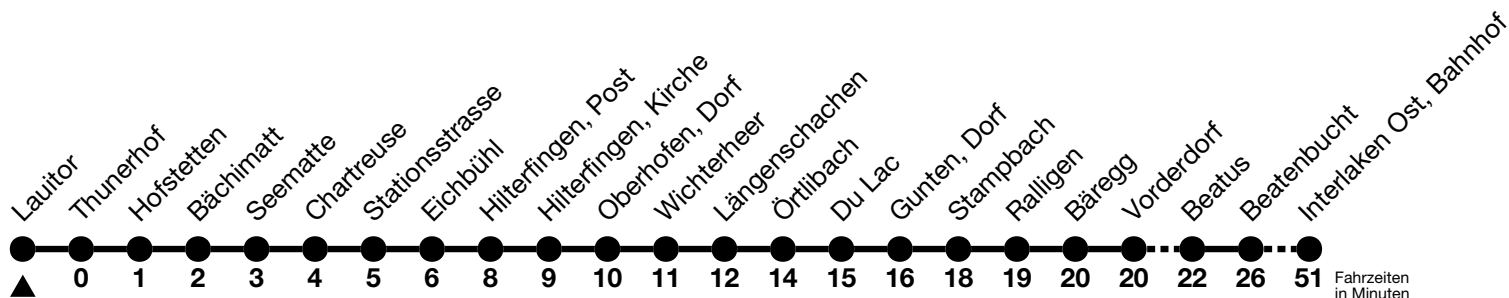 Lauitor
Thunerhof
Hofstetten
Bächimatt
Seematte
Chartreuse
Stationsstrasse
Eichbühl
Hilterfingen, Post
Hilterfingen, Kirche
Oberhofen, Dorf
Wichterheer
Längenschachen
Örtlibach
Du Lac
Gunten, Dorf
Stampbach
Ralligen
Bäregg
Vorderdorf
Beatus
Beatenbucht
Interlaken Ost, Bahnhof
0 1 2 3 4 5 6 8 9 10 11 12 14 15 16 18 19 20 20 22 26 51
Fahrzeiten
in Minuten